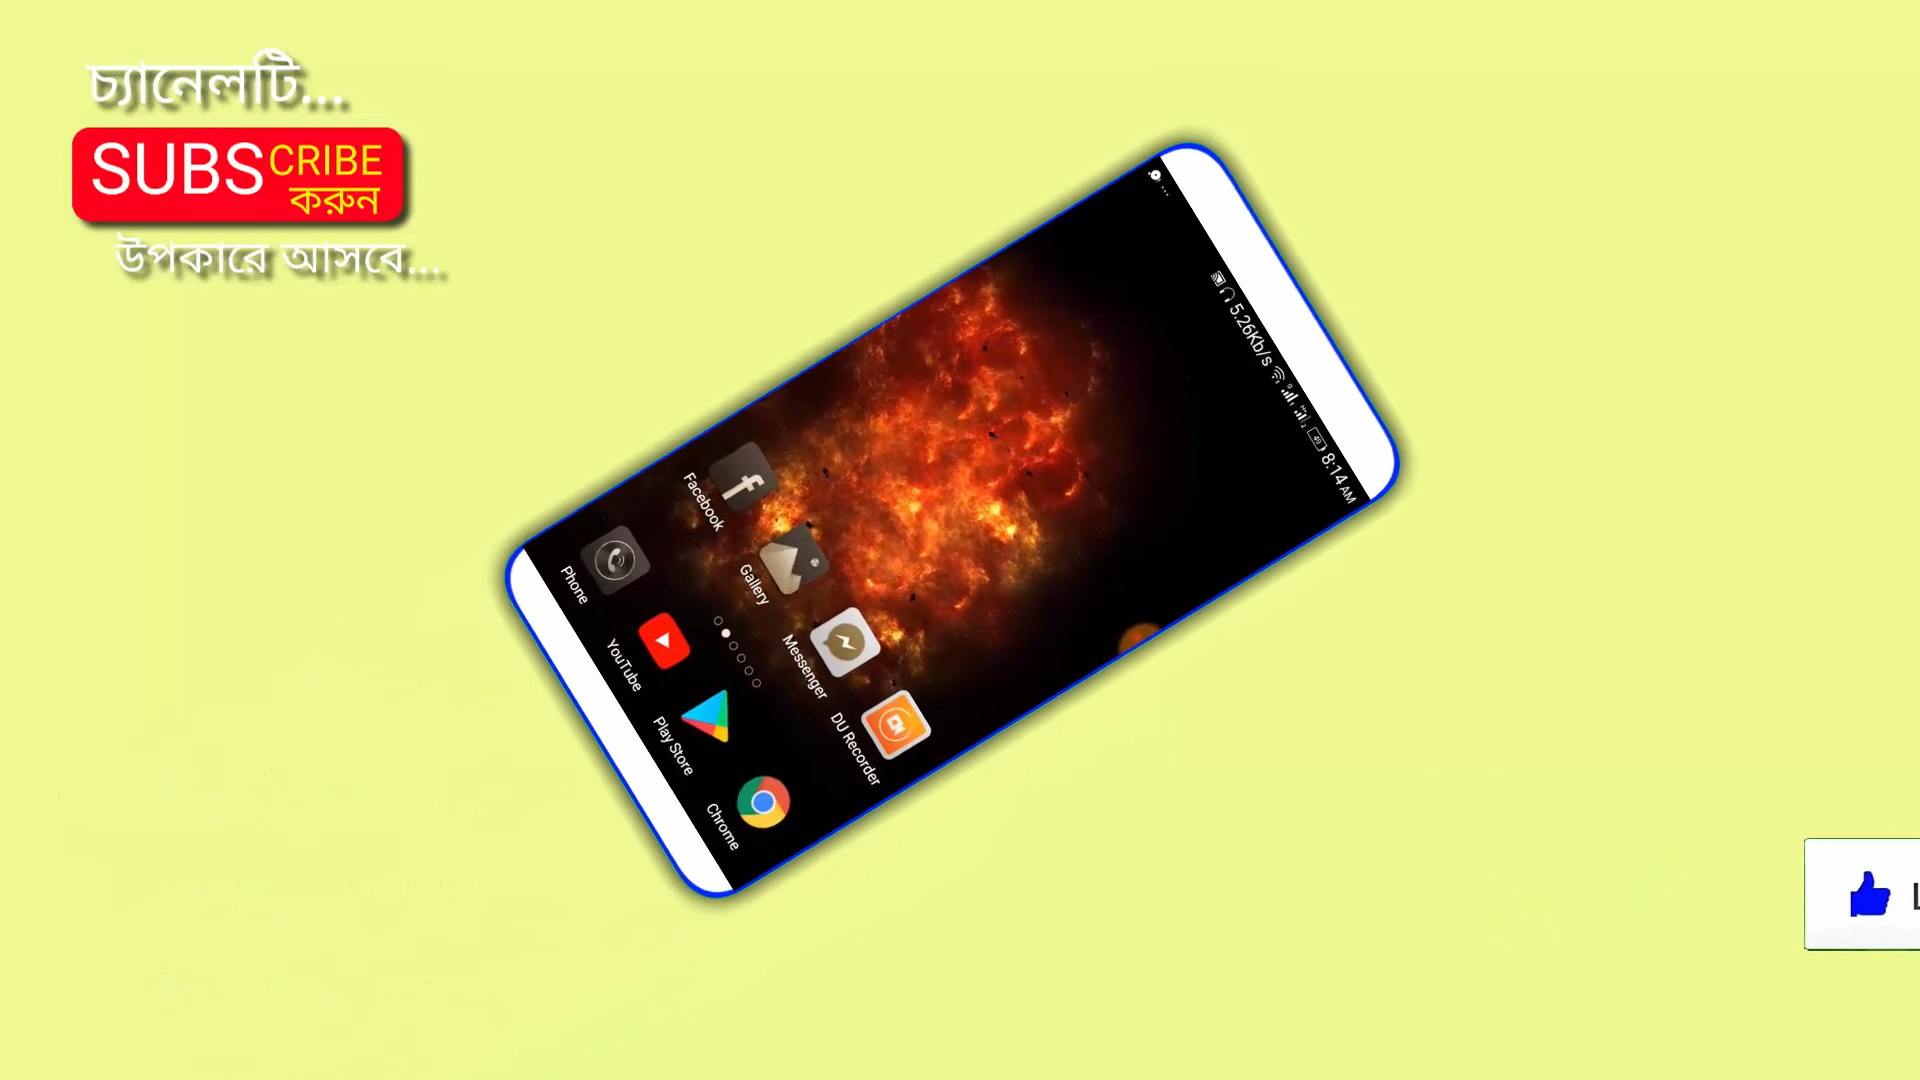 চ্যানেলটি...
SUBSCRIBE
করুন
উপকারে আসবে...
5.26Kb/s 49 8:14 AM
Facebook
Gallery
Messenger
DU Recorder
Phone
YouTube
Play Store
Chrome